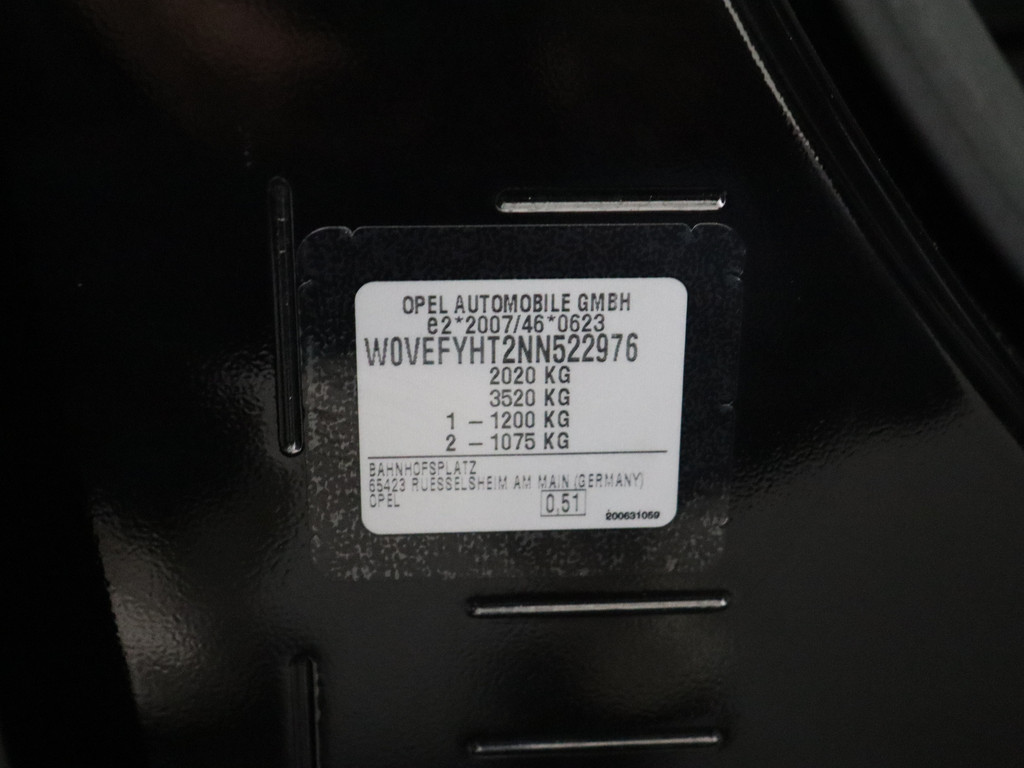 OPEL AUTOMOBILE GMBH
e2*2007/46*0623
W0VEFYHT2NN522976
2020 KG
3520 KG
1 - 1200 KG
2 - 1075 KG
BAHNHOFSPLATZ
65423 RUESSELSHEIM AM MAIN (GERMANY)
OPEL
0,51
200631059